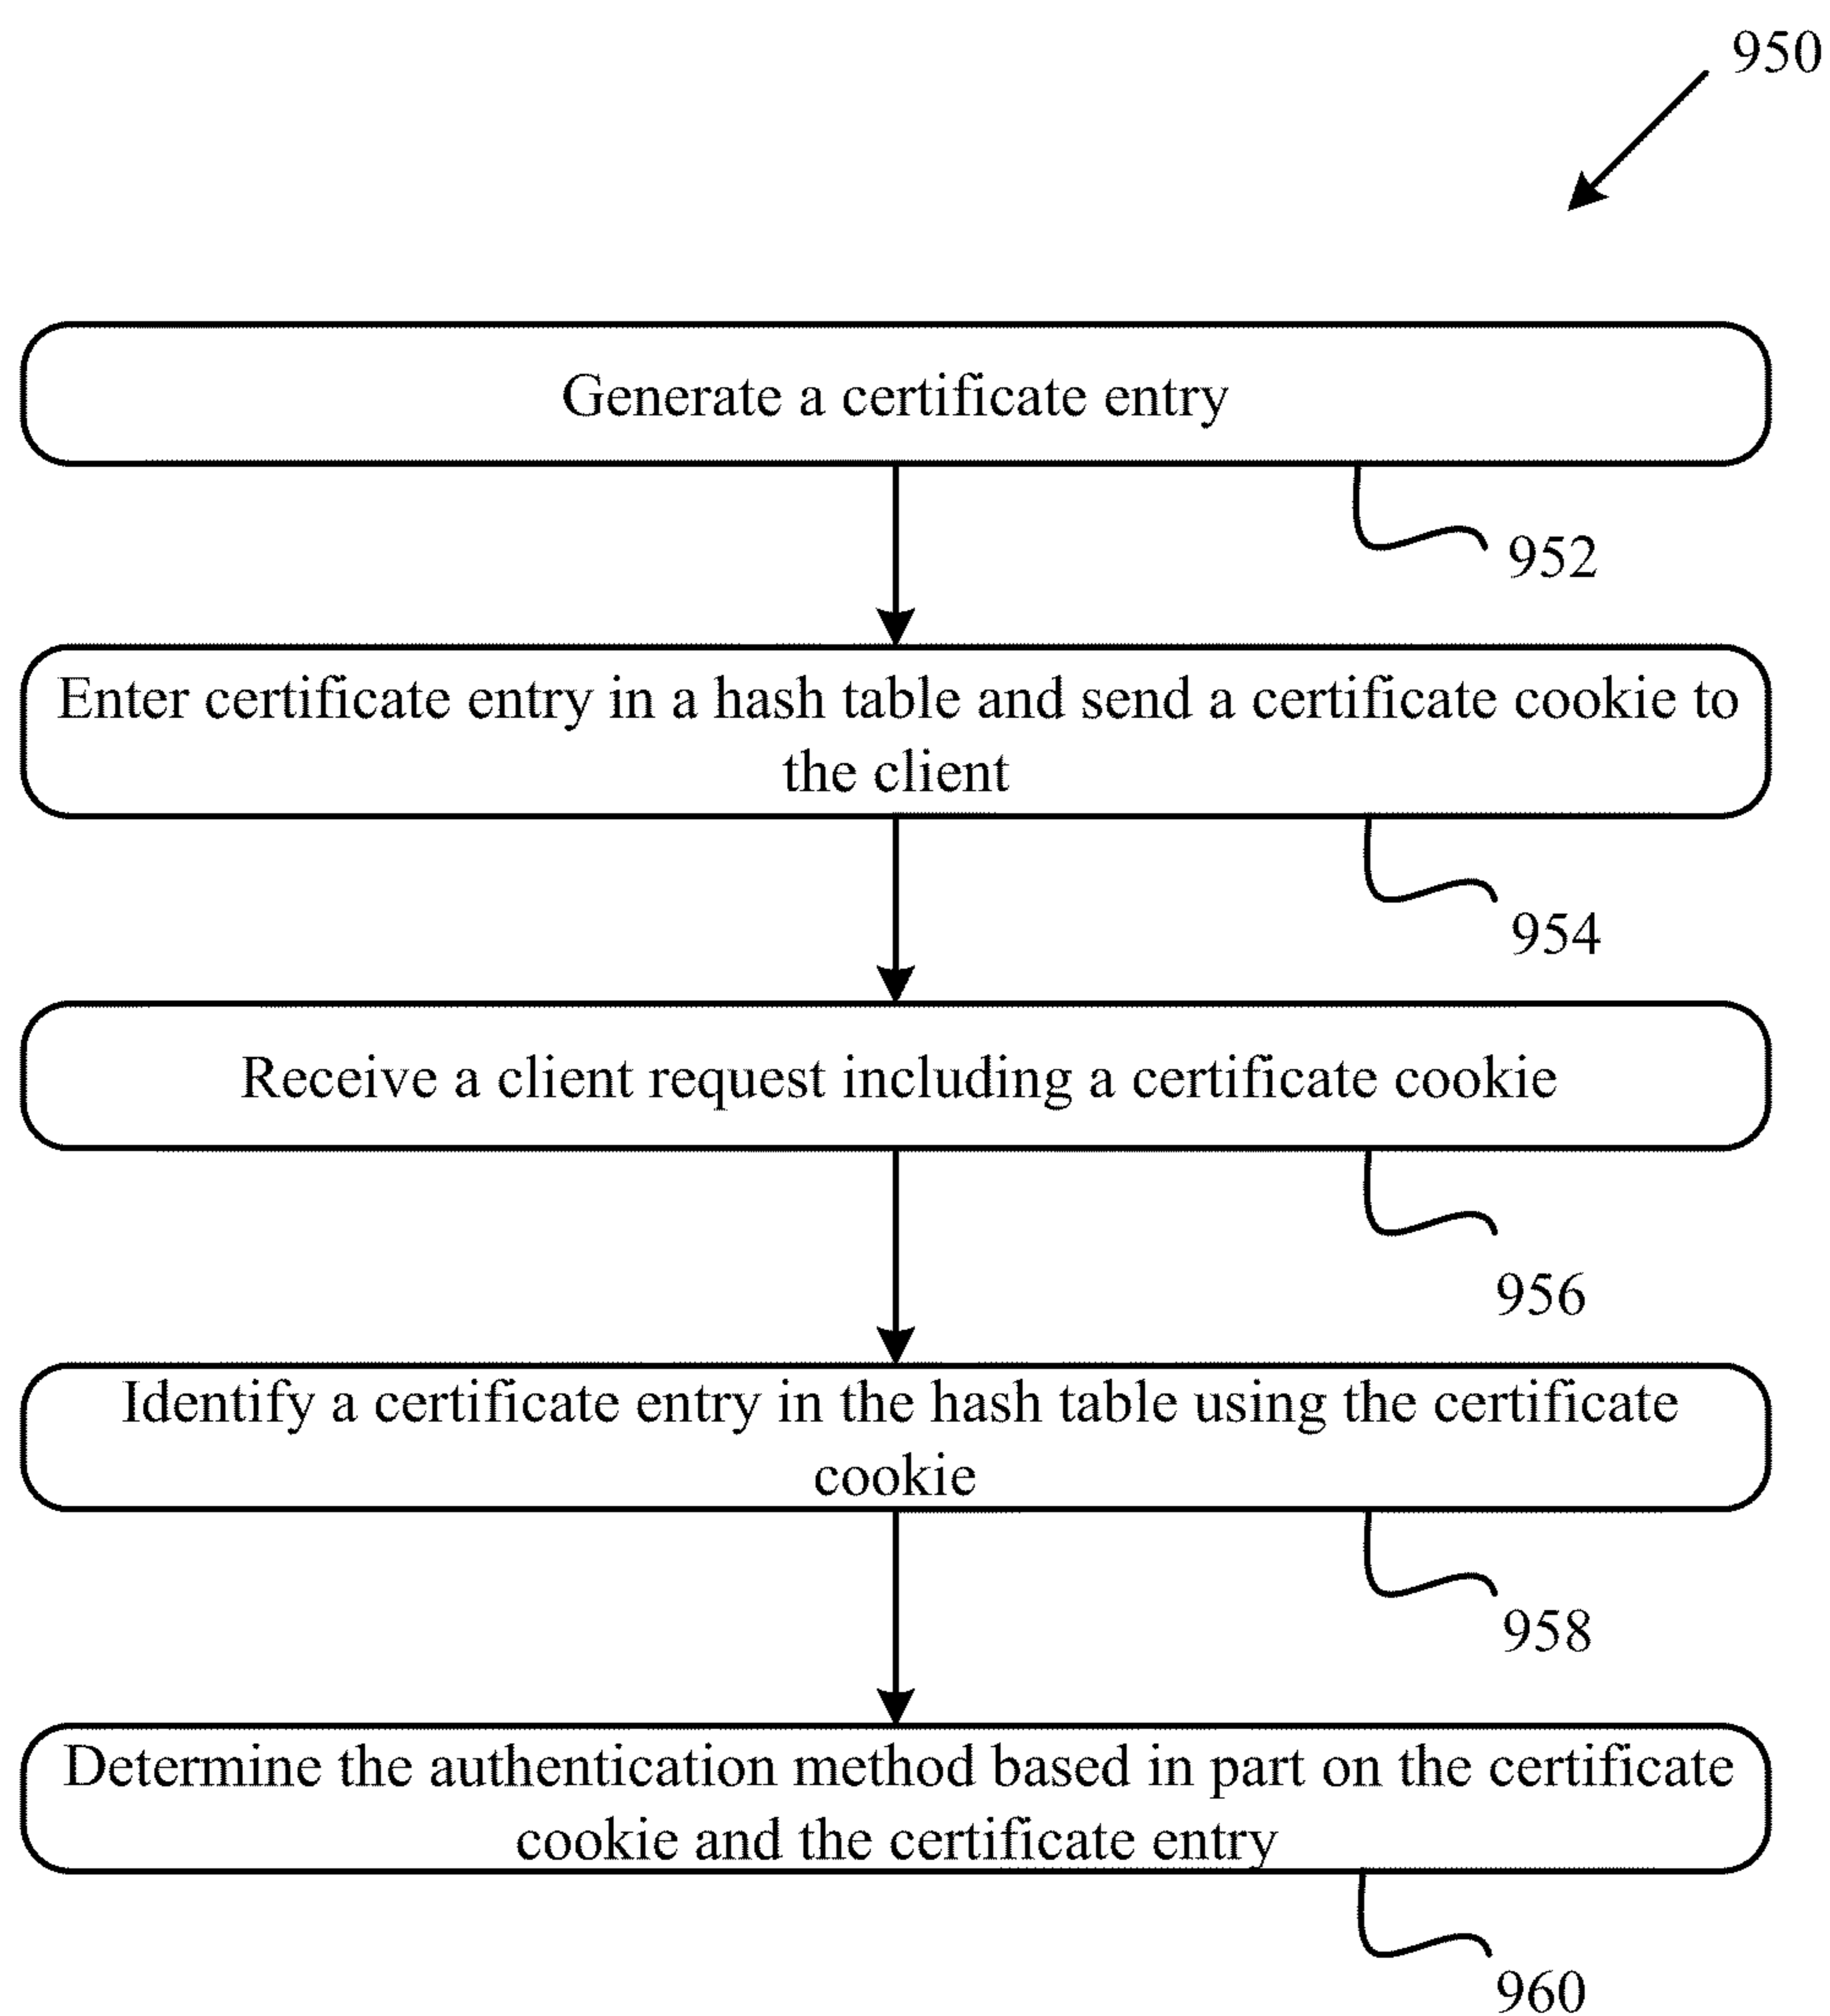 950
Generate a certificate entry
952
Enter certificate entry in a hash table and send a certificate cookie to
the client
954
Receive a client request including a certificate cookie
956
Identify a certificate entry in the hash table using the certificate
cookie
958
Determine the authentication method based in part on the certificate
cookie and the certificate entry
960